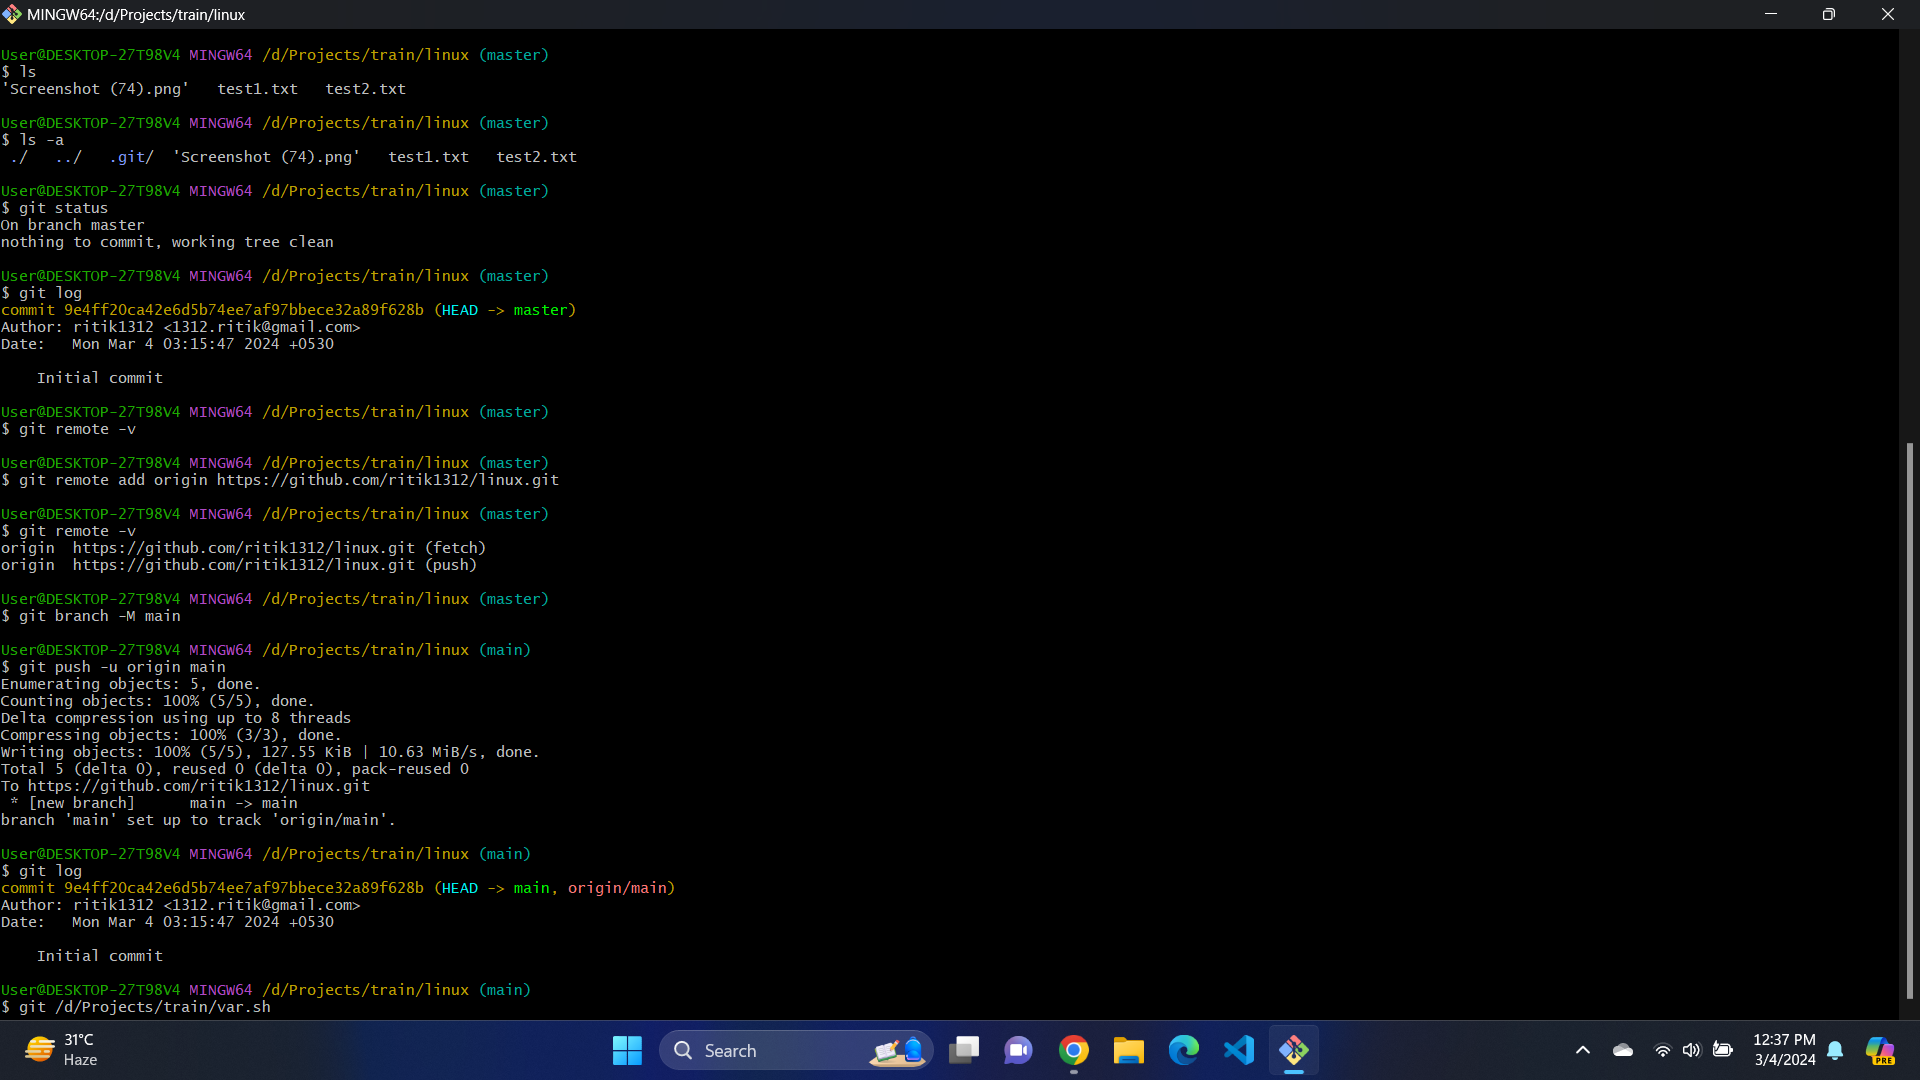 MINGW64:/d/Projects/train/linux
User@DESKTOP-27T98V4 MINGW64 /d/Projects/train/linux (master)
$ ls
'Screenshot (74).png'   test1.txt   test2.txt
User@DESKTOP-27T98V4 MINGW64 /d/Projects/train/linux (master)
$ ls -a
./   ../   .git/  'Screenshot (74).png'   test1.txt   test2.txt
User@DESKTOP-27T98V4 MINGW64 /d/Projects/train/linux (master)
$ git status
On branch master
nothing to commit, working tree clean
User@DESKTOP-27T98V4 MINGW64 /d/Projects/train/linux (master)
$ git log
commit 9e4ff20ca42e6d5b74ee7af97bbece32a89f628b (HEAD -> master)
Author: ritik1312 <1312.ritik@gmail.com>
Date:   Mon Mar 4 03:15:47 2024 +0530
Initial commit
User@DESKTOP-27T98V4 MINGW64 /d/Projects/train/linux (master)
$ git remote -v
User@DESKTOP-27T98V4 MINGW64 /d/Projects/train/linux (master)
$ git remote add origin https://github.com/ritik1312/linux.git
User@DESKTOP-27T98V4 MINGW64 /d/Projects/train/linux (master)
$ git remote -v
origin  https://github.com/ritik1312/linux.git (fetch)
origin  https://github.com/ritik1312/linux.git (push)
User@DESKTOP-27T98V4 MINGW64 /d/Projects/train/linux (master)
$ git branch -M main
User@DESKTOP-27T98V4 MINGW64 /d/Projects/train/linux (main)
$ git push -u origin main
Enumerating objects: 5, done.
Counting objects: 100% (5/5), done.
Delta compression using up to 8 threads
Compressing objects: 100% (3/3), done.
Writing objects: 100% (5/5), 127.55 KiB | 10.63 MiB/s, done.
Total 5 (delta 0), reused 0 (delta 0), pack-reused 0
To https://github.com/ritik1312/linux.git
* [new branch]      main -> main
branch 'main' set up to track 'origin/main'.
User@DESKTOP-27T98V4 MINGW64 /d/Projects/train/linux (main)
$ git log
commit 9e4ff20ca42e6d5b74ee7af97bbece32a89f628b (HEAD -> main, origin/main)
Author: ritik1312 <1312.ritik@gmail.com>
Date:   Mon Mar 4 03:15:47 2024 +0530
Initial commit
User@DESKTOP-27T98V4 MINGW64 /d/Projects/train/linux (main)
$ git /d/Projects/train/var.sh
31°C
Haze
Search
12:37 PM
3/4/2024
PRE